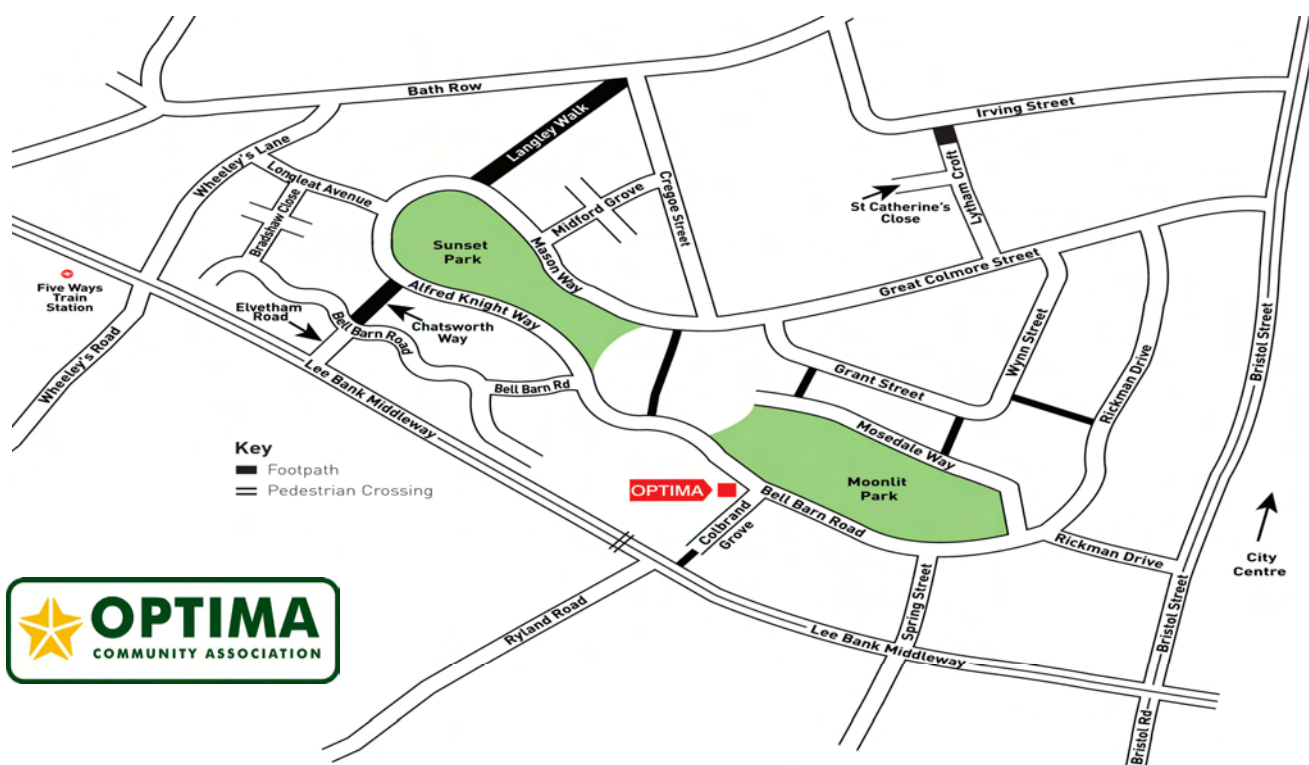 Bath Row
Irving Street
Langley Walk
Wheeley's Lane
Longleat Avenue
Bradshaw Close
Midford Grove
Cregoe Street
Lytham Croft
St Catherine's
Close
Sunset
Park
Mason Way
Great Colmore Street
Five Ways
Train
Station
Elvetham
Road
Alfred Knight Way
Chatsworth
Way
Bell Barn Road
Wheeley's Road
Lee Bank Middleway
Bell Barn Rd
Grant Street
Wynn Street
Rickman Drive
Bristol Street
Mosedale Way
Key
Footpath
Pedestrian Crossing
Moonlit
Park
OPTIMA
Bell Barn Road
Colbrand
Grove
Rickman Drive
City
Centre
Spring Street
Bristol Street
Ryland Road
Lee Bank Middleway
Bristol Rd
OPTIMA
COMMUNITY ASSOCIATION